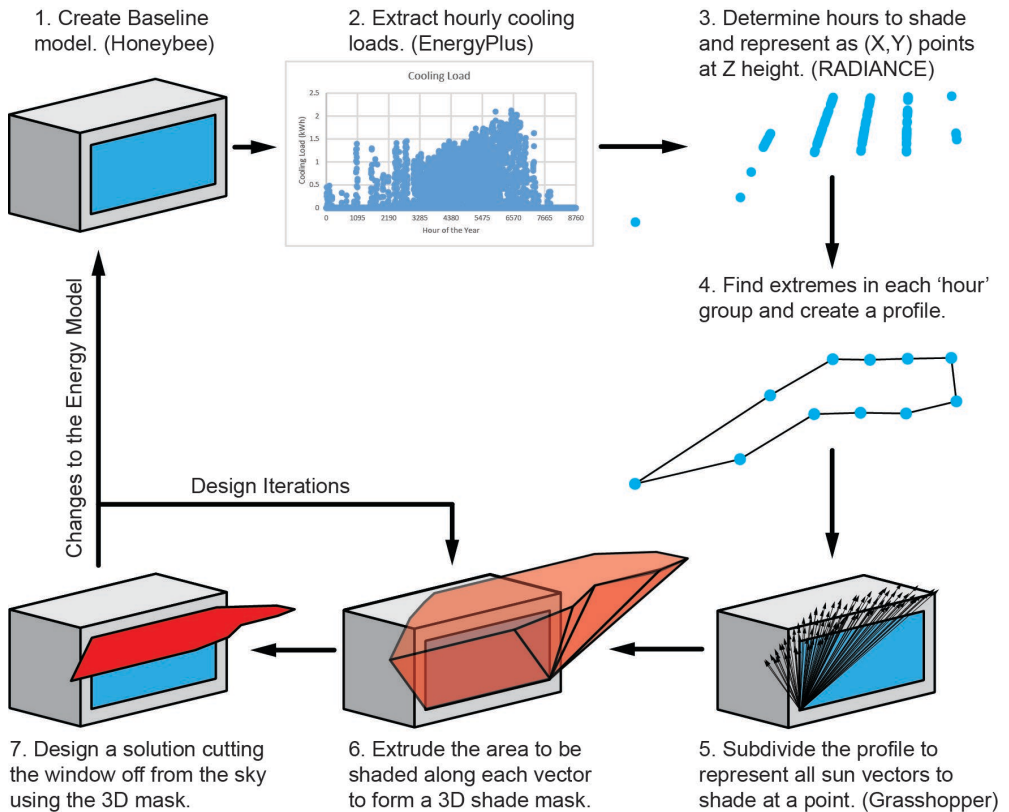 1. Create Baseline
model. (Honeybee)
2. Extract hourly cooling
loads. (EnergyPlus)
3. Determine hours to shade
and represent as (X,Y) points
at Z height. (RADIANCE)
Cooling Load
Cooling Load (kWh)
2.5
2
1.5
1
0.5
0
0
1095
2190
3285
4380
5475
6570
7665
8760
Hour of the Year
4. Find extremes in each ‘hour’
group and create a profile.
Changes to the Energy Model
Design Iterations
7. Design a solution cutting
the window off from the sky
using the 3D mask.
6. Extrude the area to be
shaded along each vector
to form a 3D shade mask.
5. Subdivide the profile to
represent all sun vectors to
shade at a point. (Grasshopper)